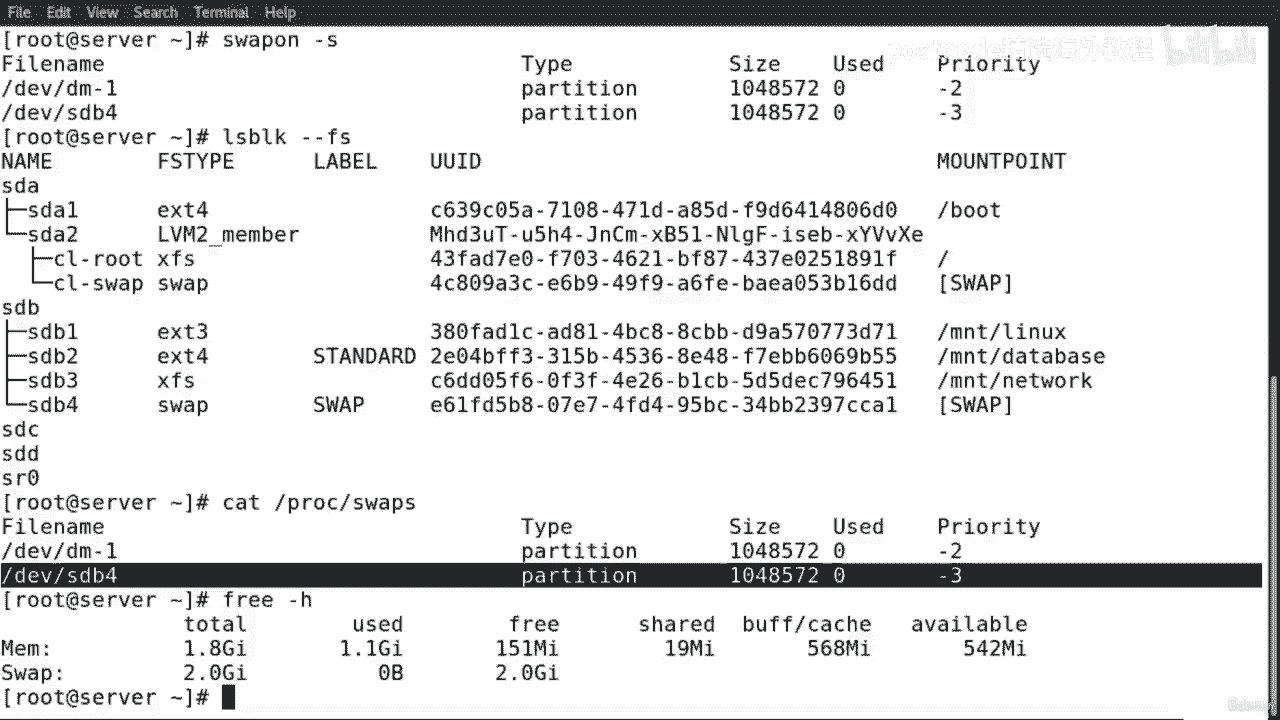 File Edit View Search Terminal Help
[root@server ~]# swapon -s
Filename Type Size Used Priority
/dev/dm-1 partition 1048572 0 -2
/dev/sdb4 partition 1048572 0 -3
[root@server ~]# lsblk --fs
NAME FSTYPE LABEL UUID MOUNTPOINT
sda
├─sda1 ext4 c639c05a-7108-471d-a85d-f9d6414806d0 /boot
└─sda2 LVM2_member Mhd3uT-u5h4-JnCm-xB51-NlgF-iseb-xYVvXe
  ├─cl-root xfs 43fad7e0-f703-4621-bf87-437e0251891f /
  └─cl-swap swap 4c809a3c-e6b9-49f9-a6fe-baea053b16dd [SWAP]
sdb
├─sdb1 ext3 380fad1c-ad81-4bc8-8cbb-d9a570773d71 /mnt/linux
├─sdb2 ext4 STANDARD 2e04bff3-315b-4536-8e48-f7ebb6069b55 /mnt/database
├─sdb3 xfs c6dd05f6-0f3f-4e26-b1cb-5d5dec796451 /mnt/network
└─sdb4 swap SWAP e61fd5b8-07e7-4fd4-95bc-34bb2397cca1 [SWAP]
sdc
sdd
sr0
[root@server ~]# cat /proc/swaps
Filename Type Size Used Priority
/dev/dm-1 partition 1048572 0 -2
/dev/sdb4 partition 1048572 0 -3
[root@server ~]# free -h
total used free shared buff/cache available
Mem: 1.8Gi 1.1Gi 151Mi 19Mi 568Mi 542Mi
Swap: 2.0Gi 0B 2.0Gi
[root@server ~]#
bilibili